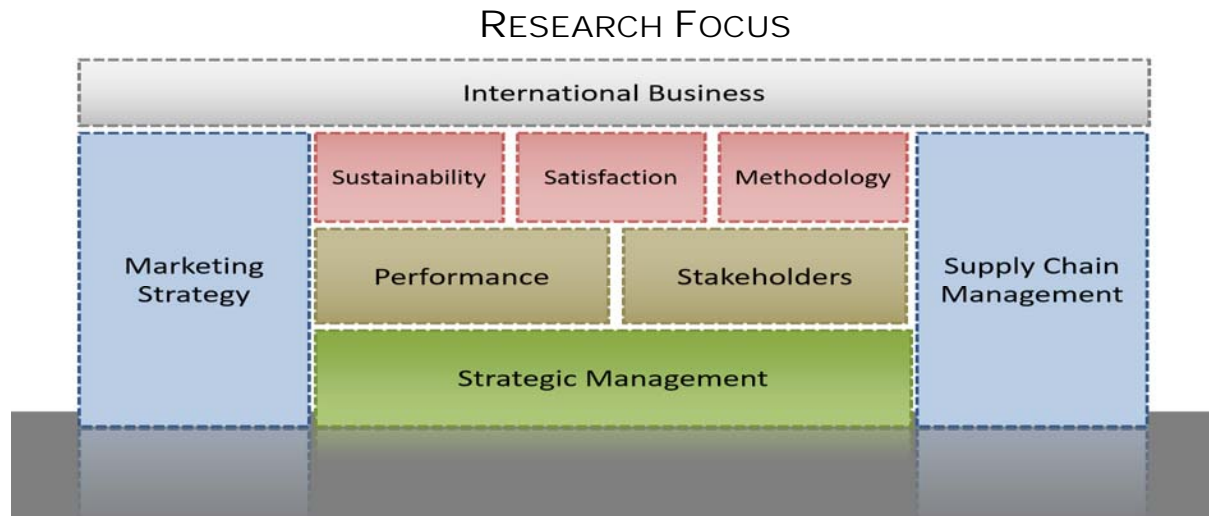 RESEARCH FOCUS
International Business
Sustainability
Satisfaction
Methodology
Marketing
Strategy
Performance
Stakeholders
Supply Chain
Management
Strategic Management